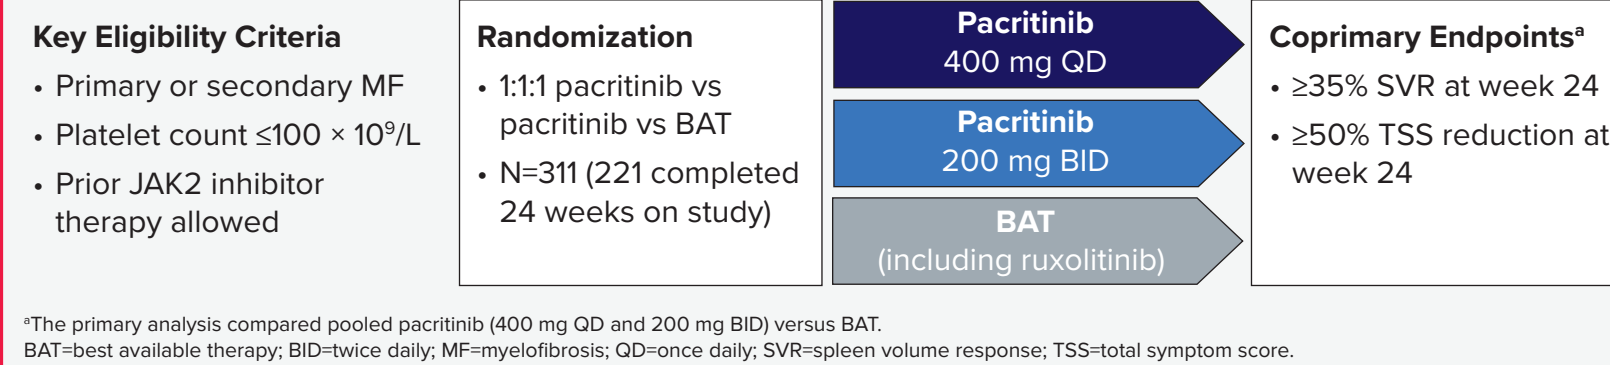 Key Eligibility Criteria
• Primary or secondary MF
• Platelet count ≤100 × 10⁹/L
• Prior JAK2 inhibitor
therapy allowed
Randomization
• 1:1:1 pacritinib vs
pacritinib vs BAT
• N=311 (221 completed
24 weeks on study)
Pacritinib
400 mg QD
Pacritinib
200 mg BID
BAT
(including ruxolitinib)
Coprimary Endpointsᵃ
• ≥35% SVR at week 24
• ≥50% TSS reduction at
week 24
ᵃThe primary analysis compared pooled pacritinib (400 mg QD and 200 mg BID) versus BAT.
BAT=best available therapy; BID=twice daily; MF=myelofibrosis; QD=once daily; SVR=spleen volume response; TSS=total symptom score.